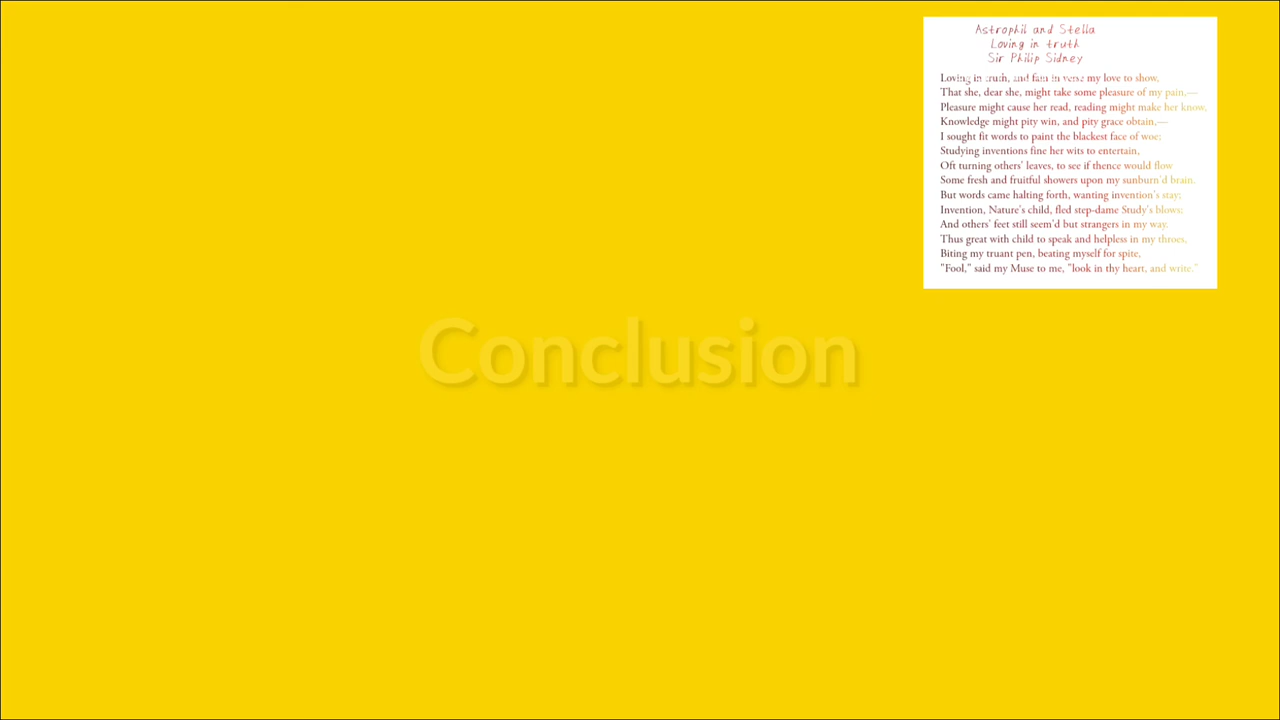 Astrophil and Stella
Loving in truth
Sir Philip Sidney
Loving in truth, and fain in verse my love to show,
That she, dear she, might take some pleasure of my pain,—
Pleasure might cause her read, reading might make her know,
Knowledge might pity win, and pity grace obtain,—
I sought fit words to paint the blackest face of woe;
Studying inventions fine her wits to entertain,
Oft turning others' leaves, to see if thence would flow
Some fresh and fruitful showers upon my sunburn'd brain.
But words came halting forth, wanting invention's stay;
Invention, Nature's child, fled step-dame Study's blows;
And others' feet still seem'd but strangers in my way.
Thus great with child to speak and helpless in my throes,
Biting my truant pen, beating myself for spite,
"Fool," said my Muse to me, "look in thy heart, and write."
Conclusion